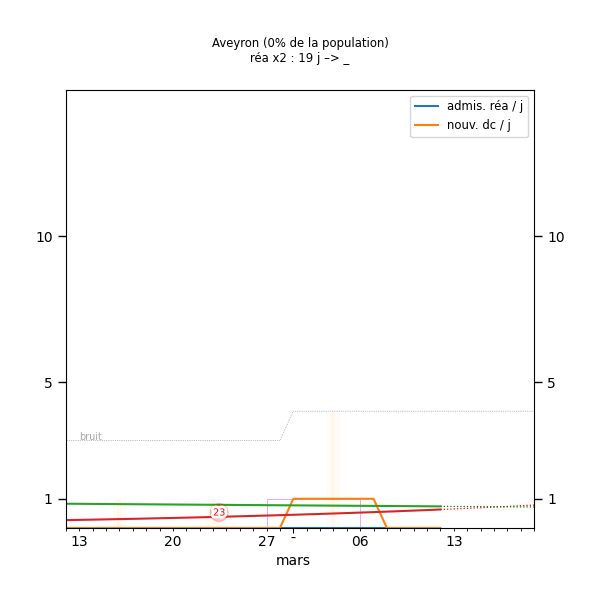 Aveyron (0% de la population)
réa x2 : 19 j –> _
admis. réa / j
nouv. dc / j
10
10
5
5
bruit
1
1
23
13
20
27
-
06
13
mars